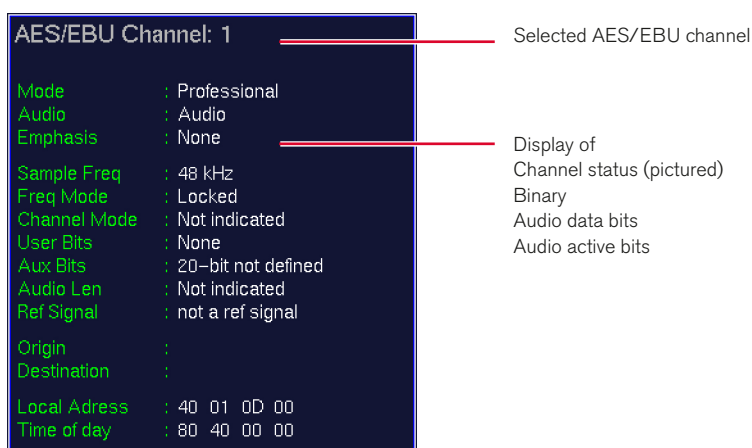 AES/EBU Channel: 1
Mode : Professional
Audio : Audio
Emphasis : None
Sample Freq : 48 kHz
Freq Mode : Locked
Channel Mode : Not indicated
User Bits : None
Aux Bits : 20-bit not defined
Audio Len : Not indicated
Ref Signal : not a ref signal
Origin :
Destination :
Local Adress : 40 01 0D 00
Time of day : 80 40 00 00
Selected AES/EBU channel
Display of
Channel status (pictured)
Binary
Audio data bits
Audio active bits